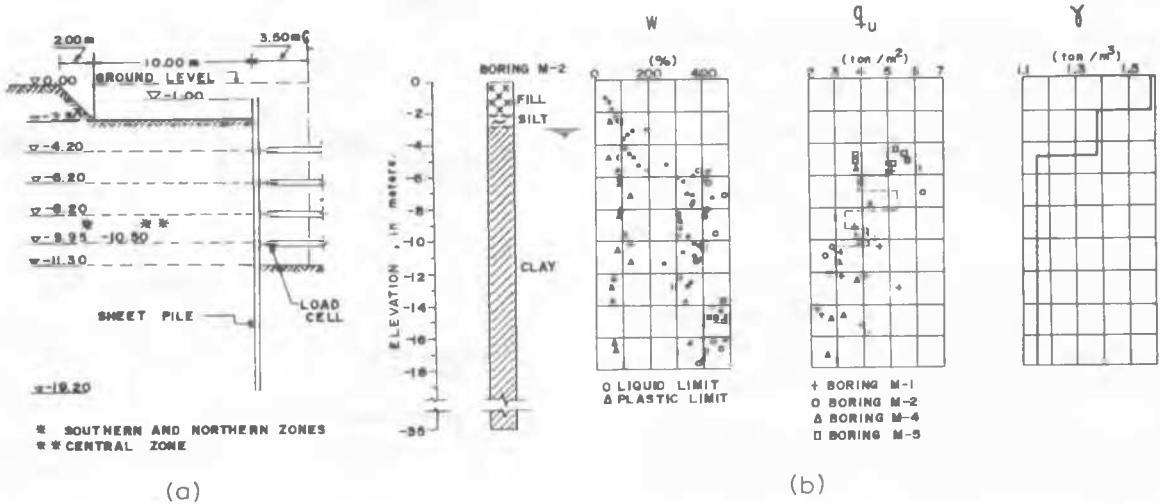 2.00 m
10.00 m
3.50 m ₵
GROUND LEVEL
▽ 0.00
▽ -1.00
▽ -4.20
▽ -6.20
▽ -8.20
** **
▽ -9.95 -10.50
▽ -11.30
LOAD CELL
SHEET PILE
▽ -19.20
* SOUTHERN AND NORTHERN ZONES
** CENTRAL ZONE
(a)
ELEVATION, in meters.
0
-2
-4
-6
-8
-10
-12
-14
-16
-18
-35
BORING M-2
FILL
SILT
CLAY
W
(%)
0 200 400
O LIQUID LIMIT
Δ PLASTIC LIMIT
qu
(ton/m²)
2 3 4 5 6 7
+ BORING M-1
O BORING M-2
Δ BORING M-4
□ BORING M-5
γ
(ton/m³)
1.1 1.3 1.5
(b)